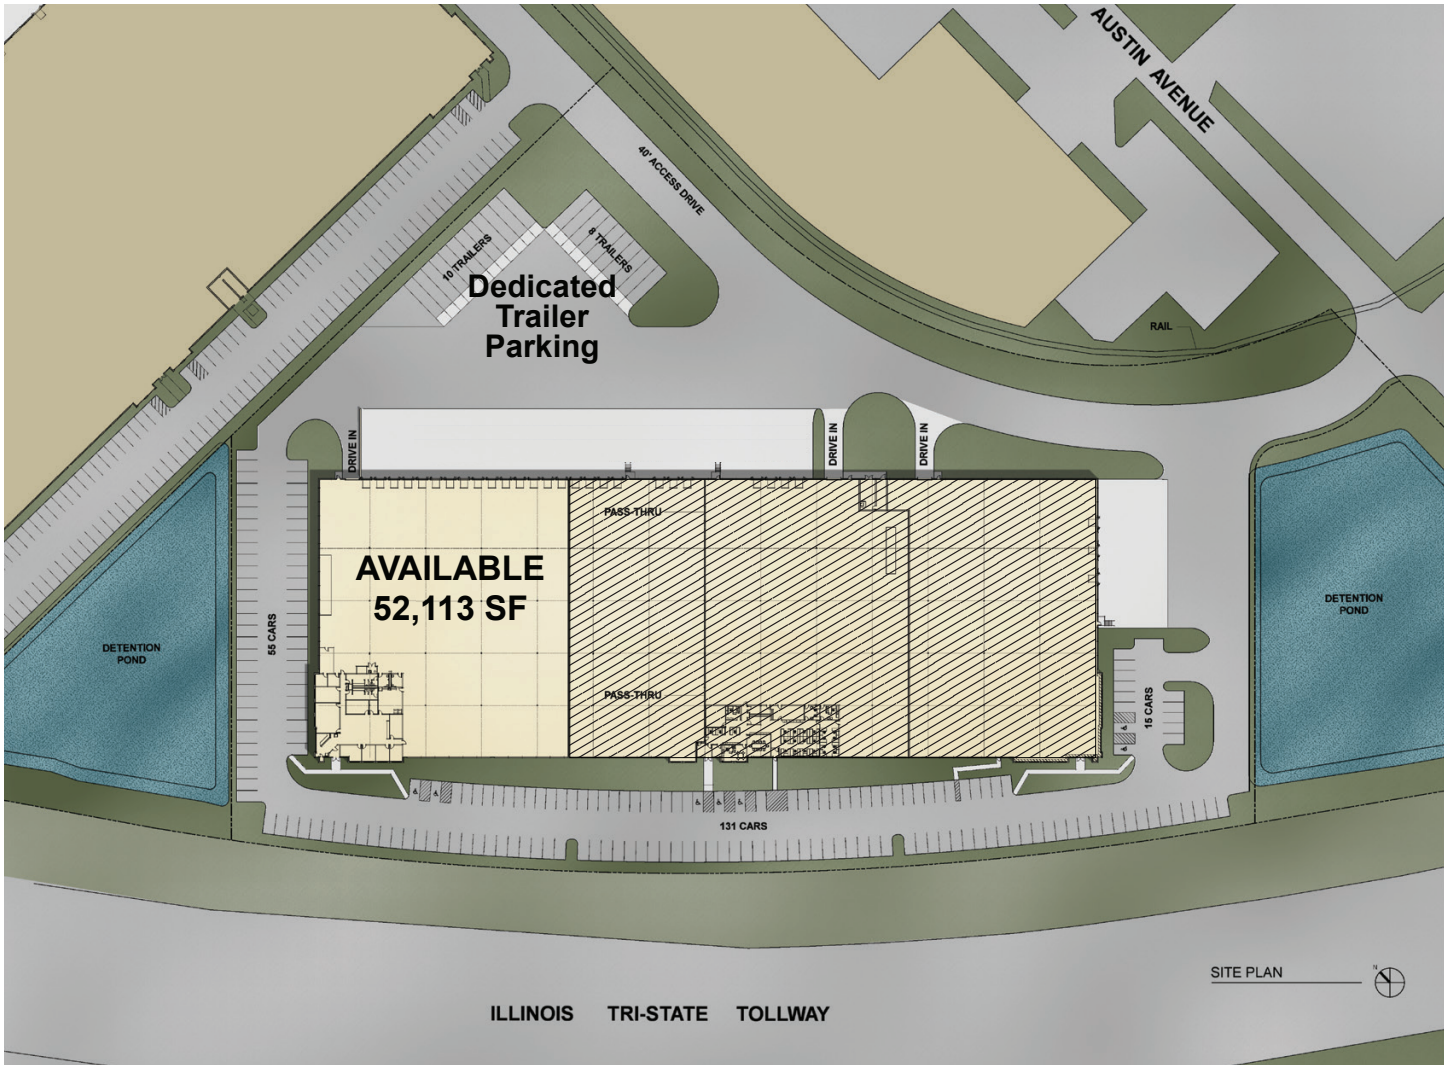 AUSTIN AVENUE
40' ACCESS DRIVE
10 TRAILERS
8 TRAILERS
Dedicated
Trailer
Parking
RAIL
DRIVE IN
DRIVE IN
DRIVE IN
PASS-THRU
AVAILABLE
52,113 SF
DETENTION
POND
55 CARS
DETENTION
POND
PASS-THRU
15 CARS
131 CARS
SITE PLAN
N
ILLINOIS TRI-STATE TOLLWAY